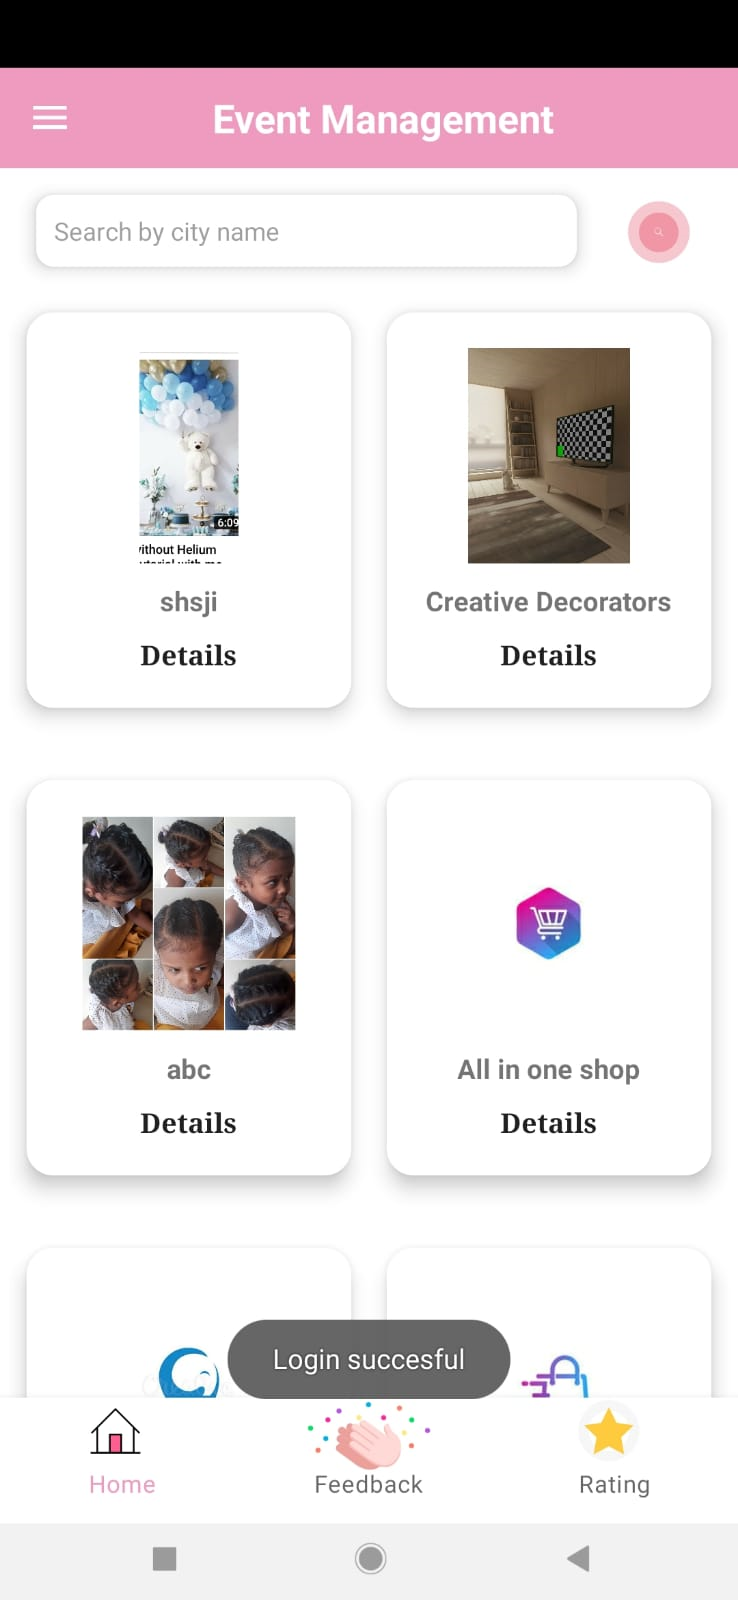 Event Management
Search by city name
6:09
without Helium
shsji
Details
Creative Decorators
Details
abc
Details
All in one shop
Details
Login succesful
Home
Feedback
Rating